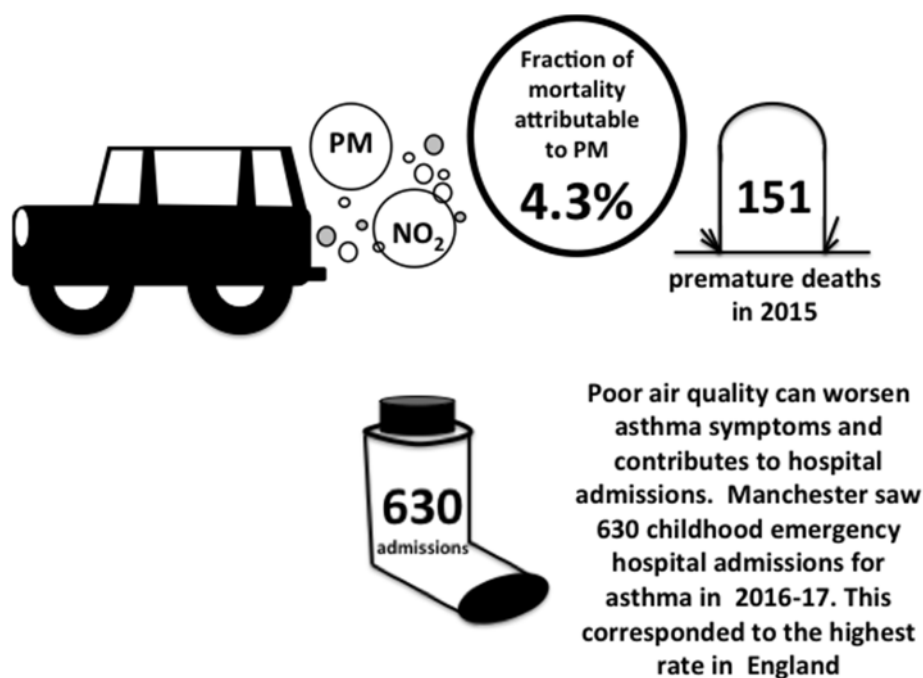 PM
NO₂
Fraction of
mortality
attributable
to PM
4.3%
151
premature deaths
in 2015
630
admissions
Poor air quality can worsen
asthma symptoms and
contributes to hospital
admissions. Manchester saw
630 childhood emergency
hospital admissions for
asthma in 2016-17. This
corresponded to the highest
rate in England